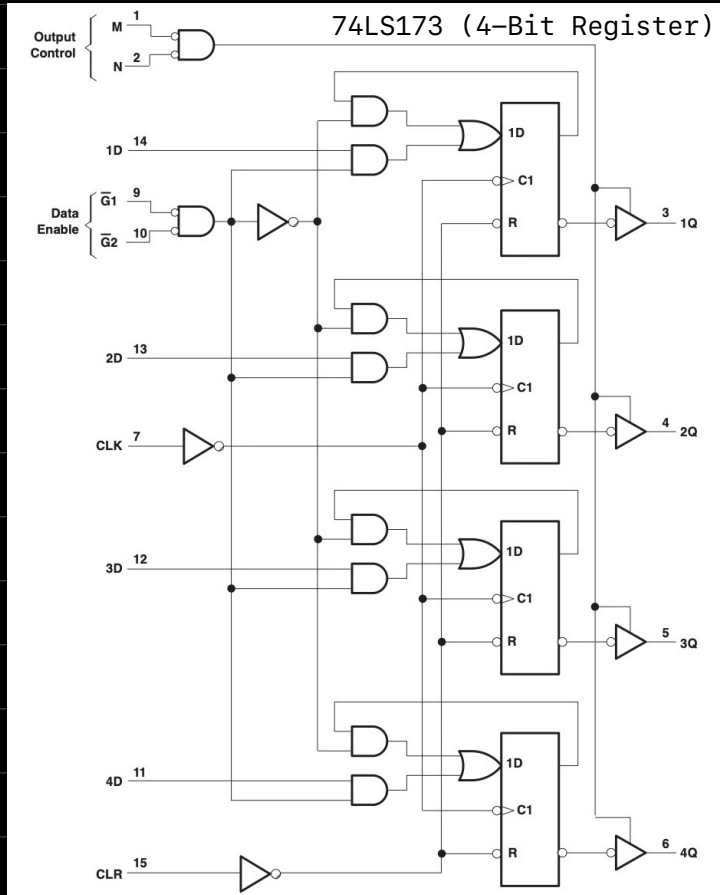 74LS173 (4-Bit Register)
Output
Control
M
1
N
2
1D
14
Data
Enable
G̅1
9
G̅2
10
1D
C1
R
3
1Q
2D
13
1D
C1
R
4
2Q
CLK
7
3D
12
1D
C1
R
5
3Q
4D
11
1D
C1
R
6
4Q
CLR
15